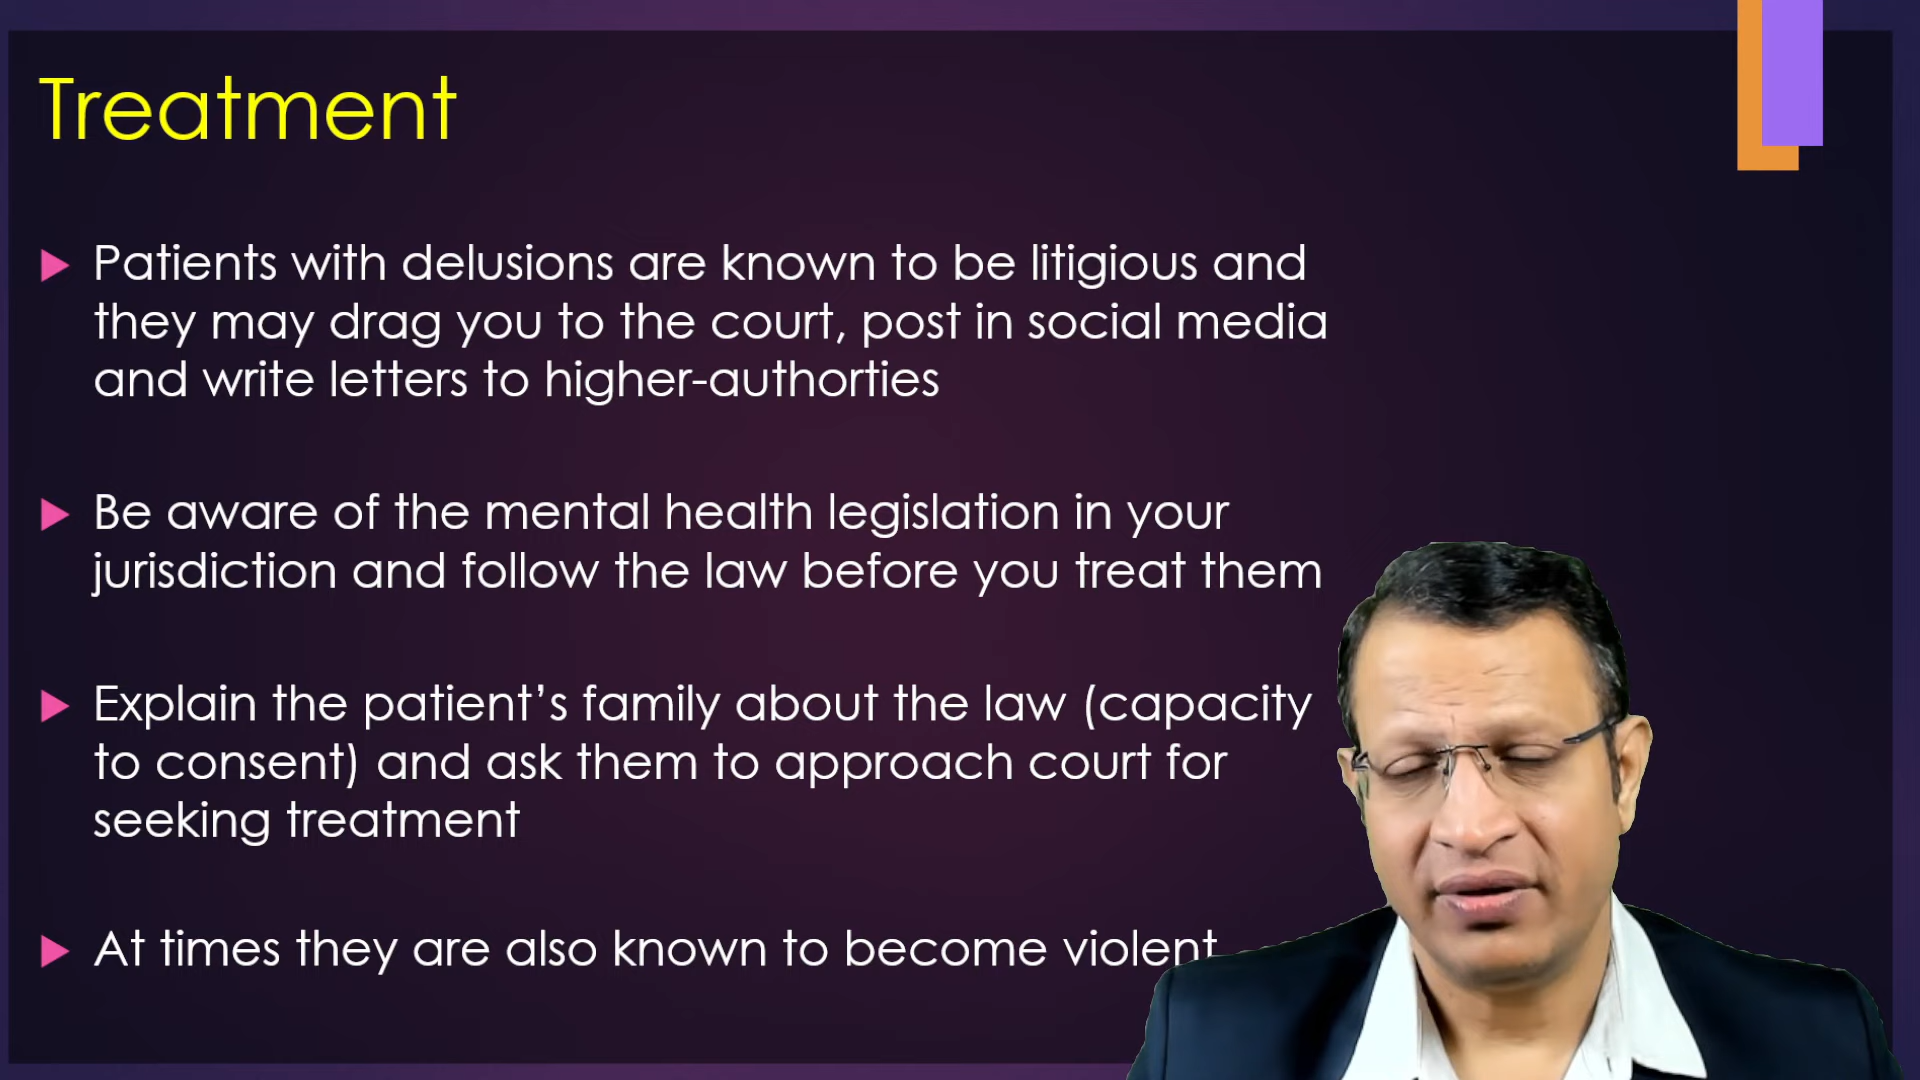 Treatment
Patients with delusions are known to be litigious and
they may drag you to the court, post in social media
and write letters to higher-authorties
Be aware of the mental health legislation in your
jurisdiction and follow the law before you treat them
Explain the patient’s family about the law (capacity
to consent) and ask them to approach court for
seeking treatment
At times they are also known to become violent